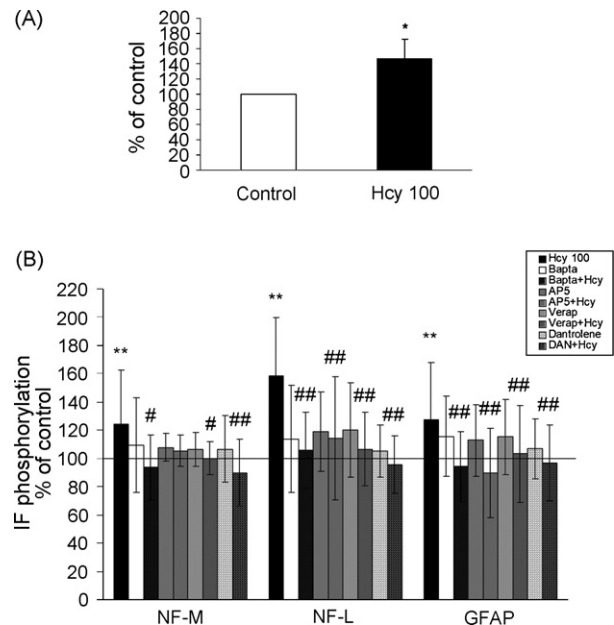 (A)
200
180
160
140
120
100
80
60
40
20
0
% of control
*
Control
Hcy 100
(B)
Hcy 100
Bapta
Bapta+Hcy
AP5
AP5+Hcy
Verap
Verap+Hcy
Dantrolene
DAN+Hcy
220
200
180
160
140
120
100
80
60
40
20
0
IF phosphorylation
% of control
** # # ##
** ## ## ## ##
** ## ## ## ##
NF-M
NF-L
GFAP